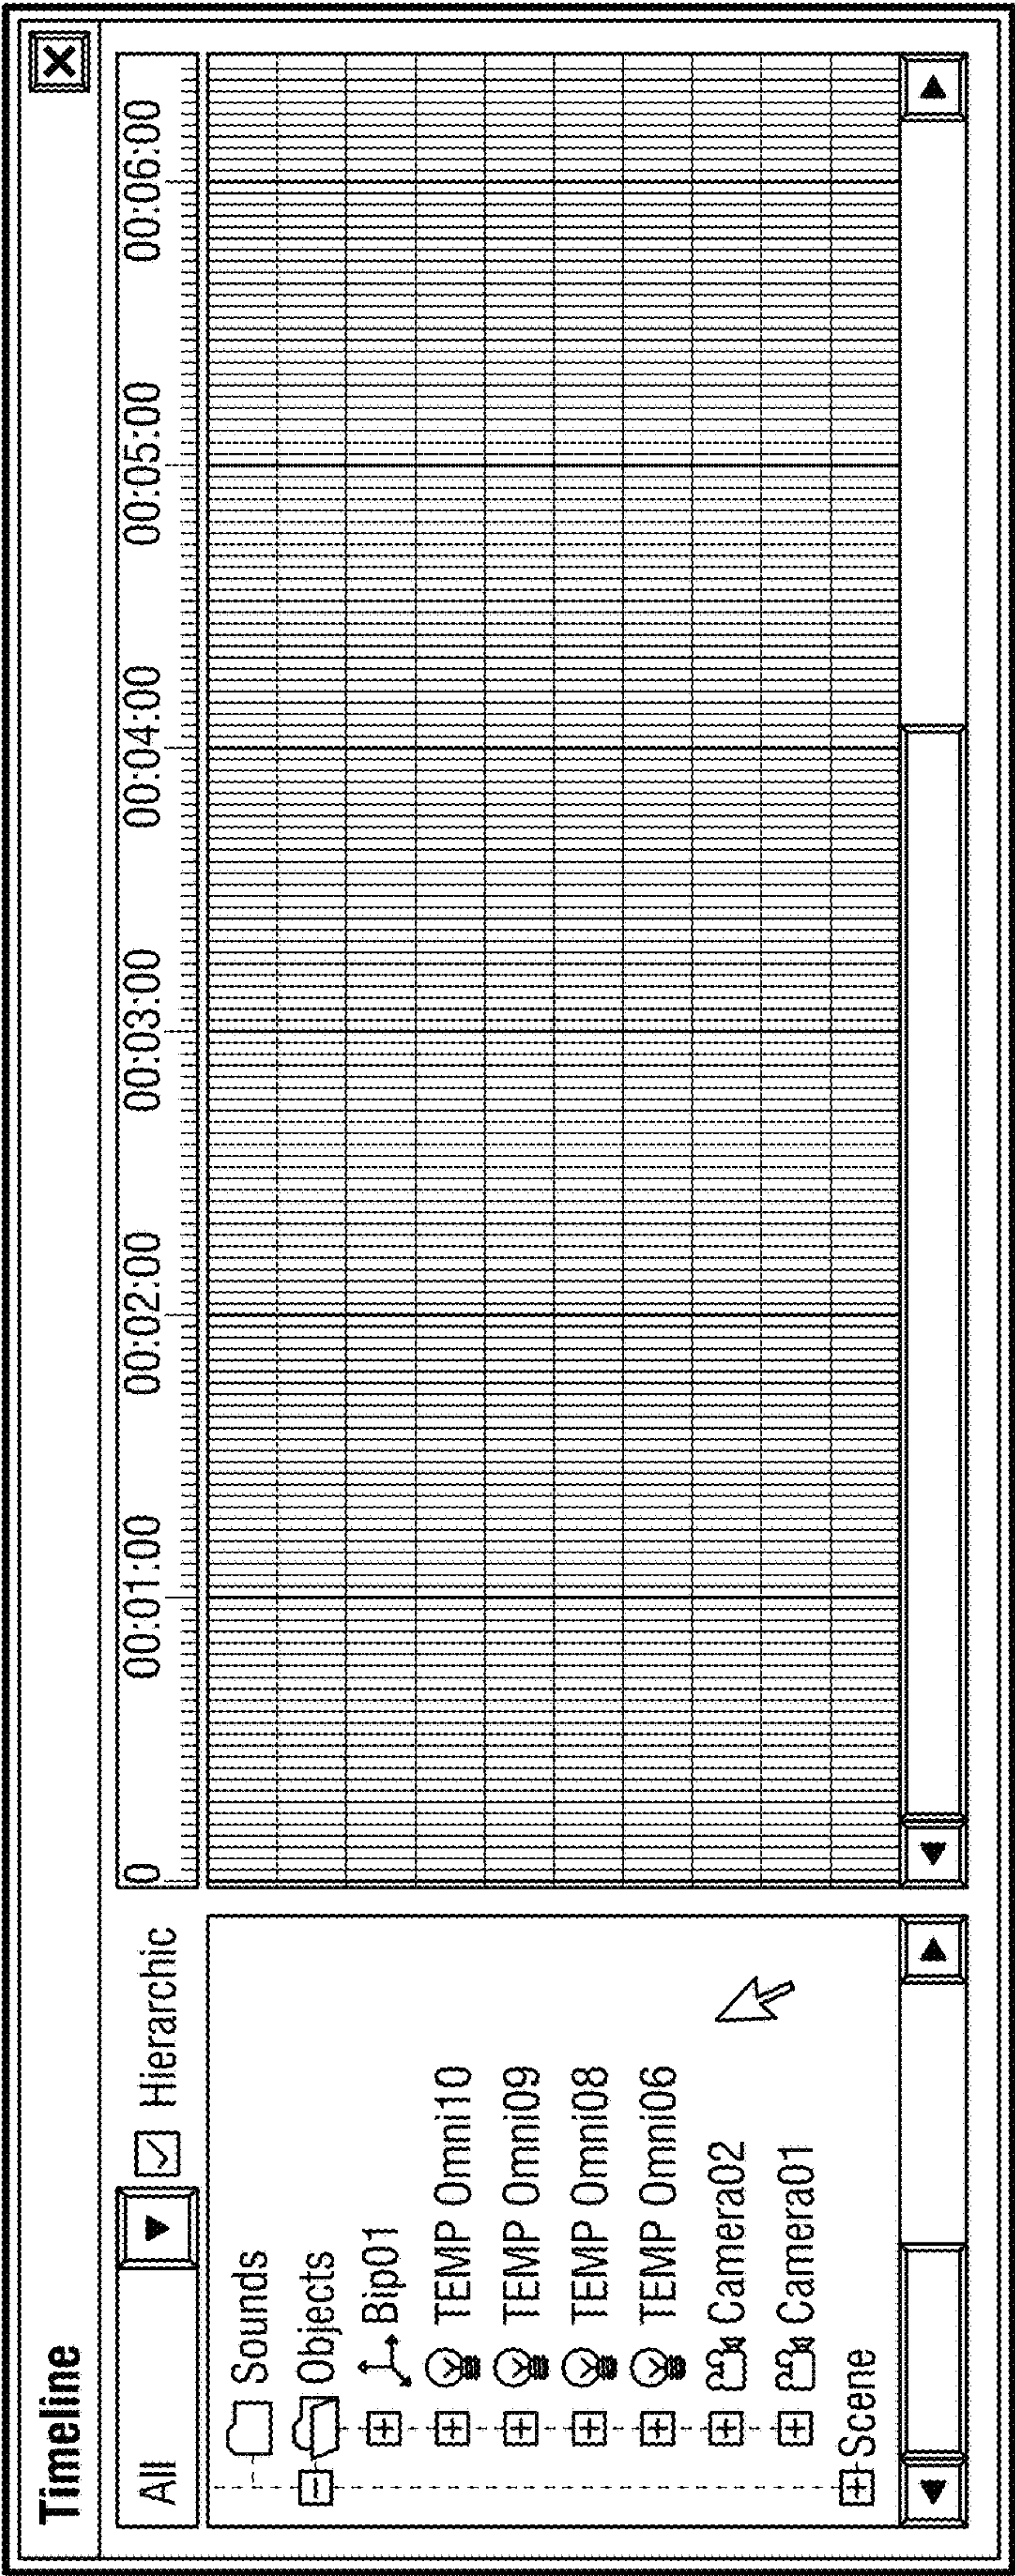 Timeline
All Hierarchic
0 00:01:00 00:02:00 00:03:00 00:04:00 00:05:00 00:06:00
Sounds
Objects
Bip01
TEMP Omni10
TEMP Omni09
TEMP Omni08
TEMP Omni06
Camera02
Camera01
Scene